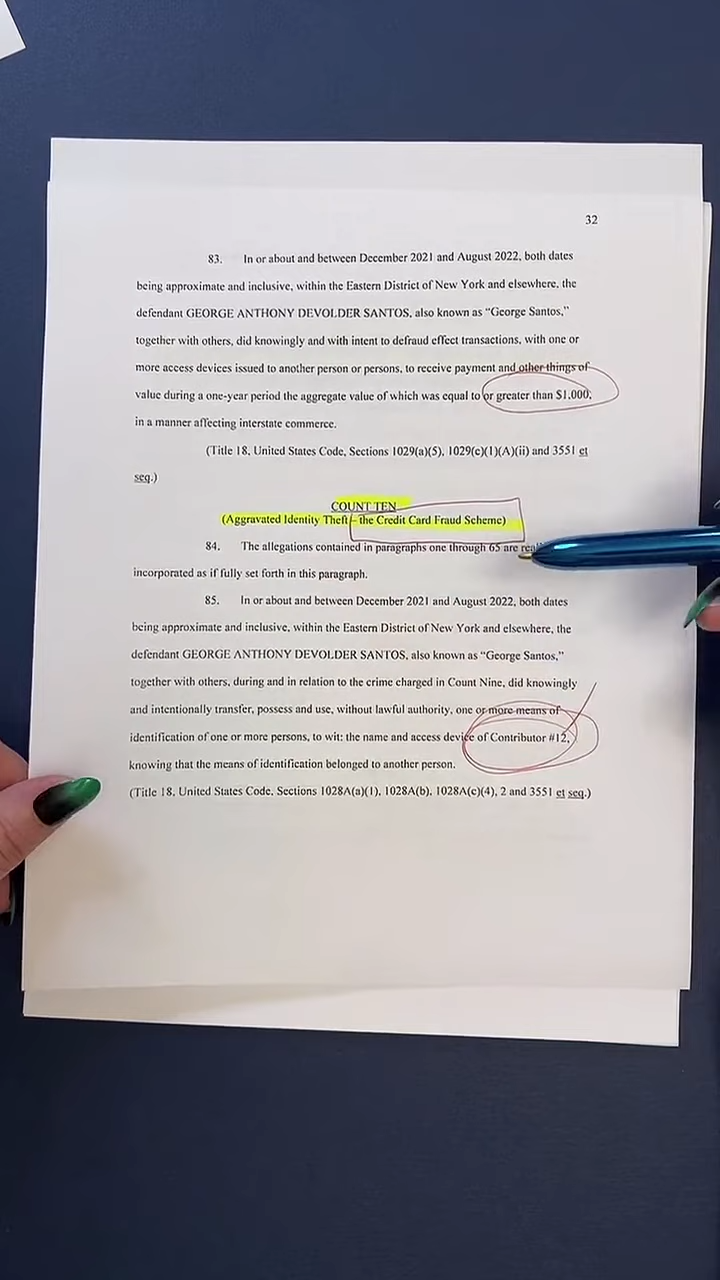 32
83. In or about and between December 2021 and August 2022, both dates
being approximate and inclusive, within the Eastern District of New York and elsewhere, the
defendant GEORGE ANTHONY DEVOLDER SANTOS, also known as “George Santos,”
together with others, did knowingly and with intent to defraud effect transactions, with one or
more access devices issued to another person or persons, to receive payment and other things of
value during a one-year period the aggregate value of which was equal to or greater than $1,000,
in a manner affecting interstate commerce.
(Title 18, United States Code, Sections 1029(a)(5), 1029(c)(1)(A)(ii) and 3551 et
seq.)
COUNT TEN
(Aggravated Identity Theft – the Credit Card Fraud Scheme)
84. The allegations contained in paragraphs one through 65 are
incorporated as if fully set forth in this paragraph.
85. In or about and between December 2021 and August 2022, both dates
being approximate and inclusive, within the Eastern District of New York and elsewhere, the
defendant GEORGE ANTHONY DEVOLDER SANTOS, also known as “George Santos,”
together with others, during and in relation to the crime charged in Count Nine, did knowingly
and intentionally transfer, possess and use, without lawful authority, one or more means of
identification of one or more persons, to wit: the name and access device of Contributor #12,
knowing that the means of identification belonged to another person.
(Title 18, United States Code, Sections 1028A(a)(1), 1028A(b), 1028A(c)(4), 2 and 3551 et seq.)